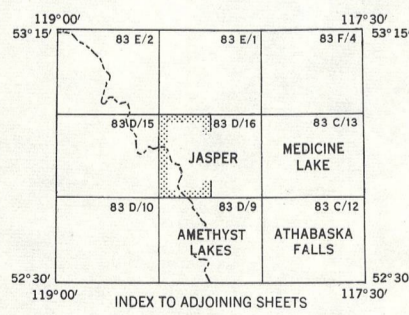 119°00' 117°30'
53°15' 53°15'
83 E/2 83 E/1 83 F/4
83 D/15 83 D/16 83 C/13
JASPER MEDICINE LAKE
83 D/10 83 D/9 83 C/12
AMETHYST LAKES ATHABASKA FALLS
52°30' 52°30'
119°00' 117°30'
INDEX TO ADJOINING SHEETS